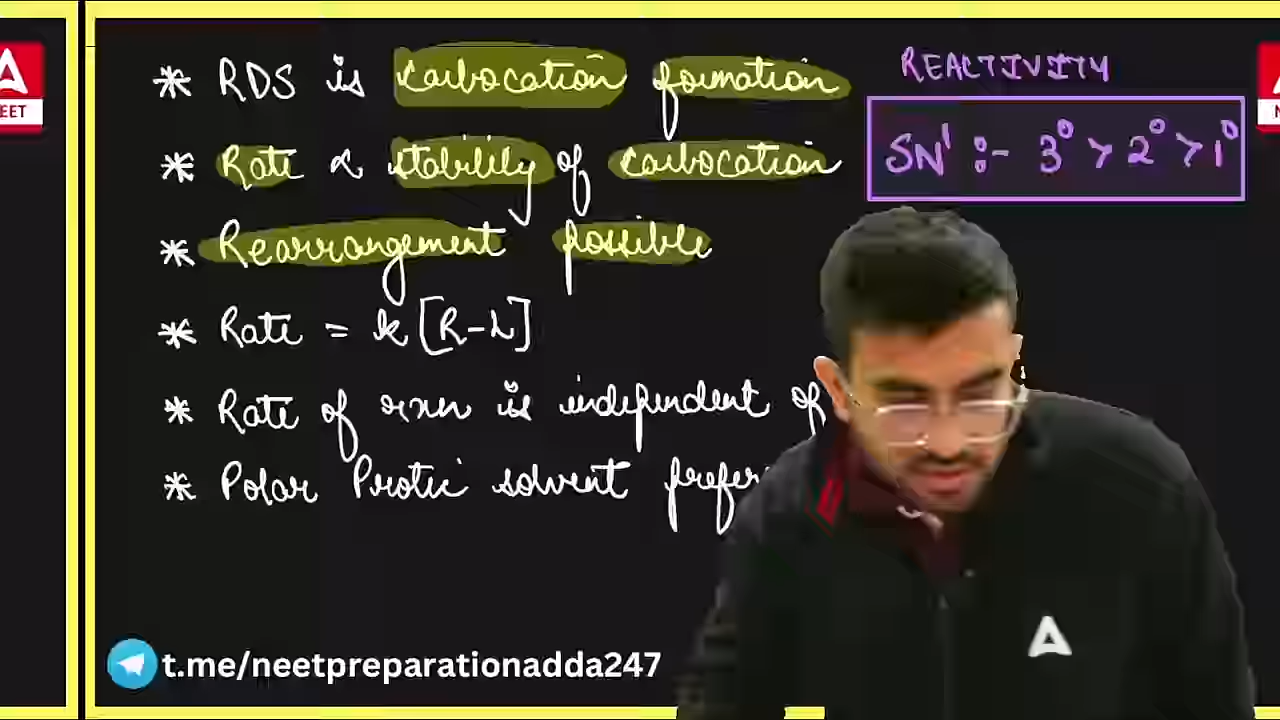 * RDS is carbocation formation
* Rate ∝ stability of carbocation
* Rearrangement possible
* Rate = k [R-L]
* Rate of rxn is independent of
* Polar Protic solvent prefer
REACTIVITY
SN¹ :- 3° > 2° > 1°
t.me/neetpreparationadda247
A
NEET
A